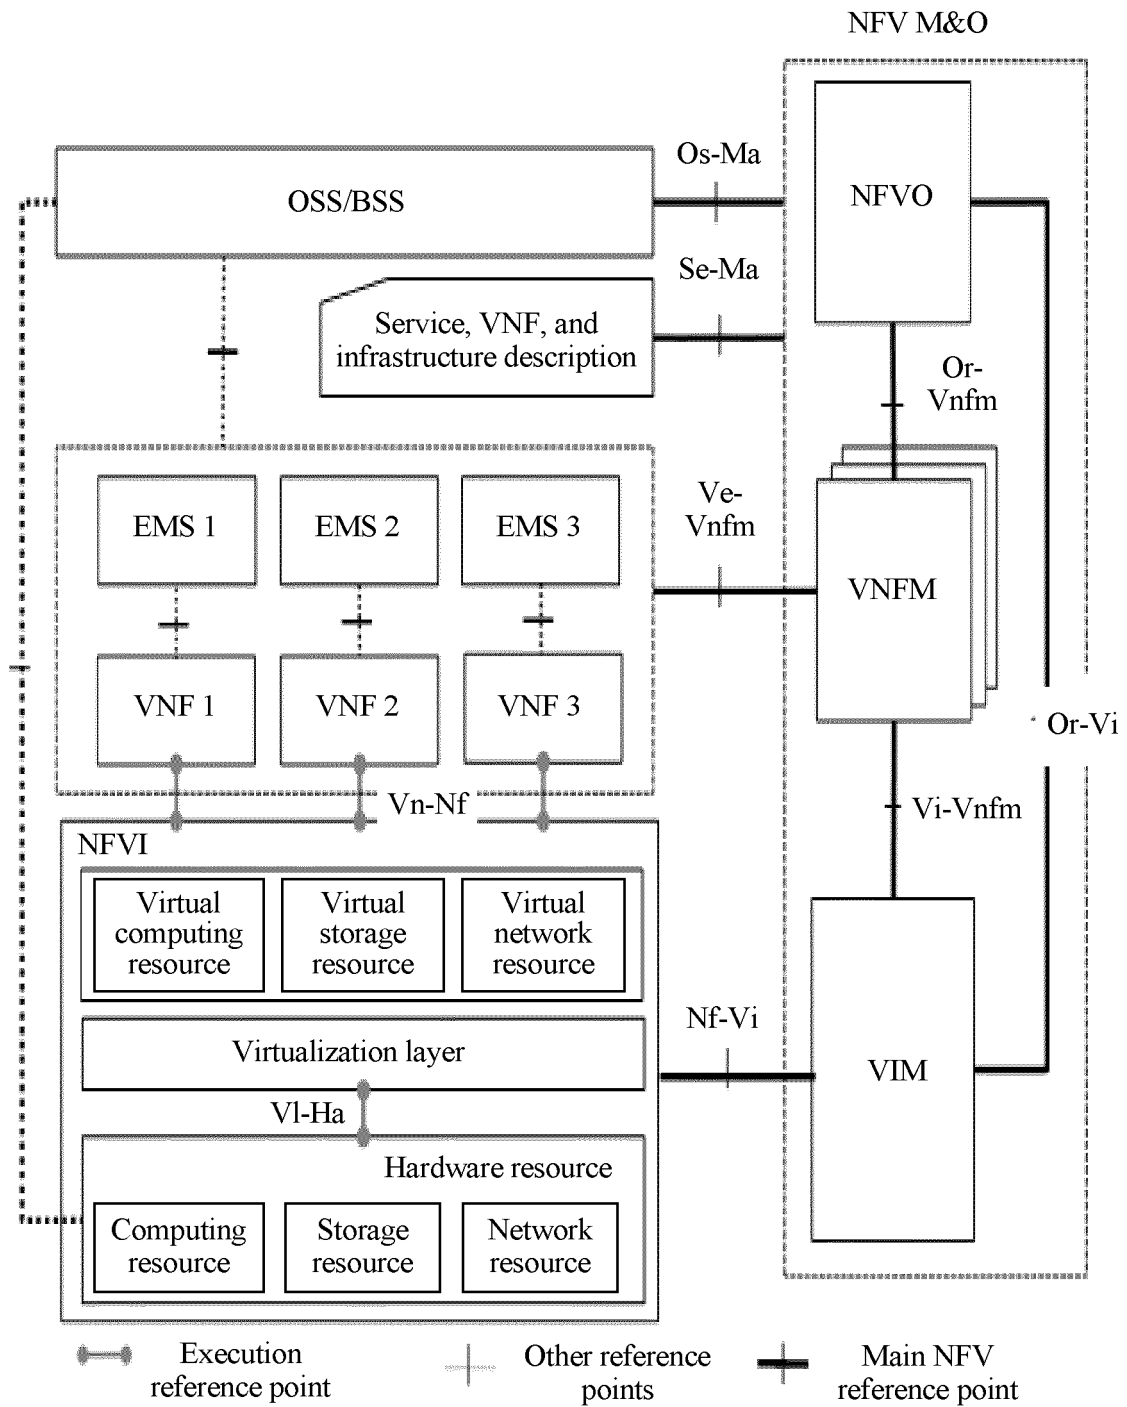 NFV M&O
Os-Ma
OSS/BSS
NFVO
Se-Ma
Service, VNF, and
infrastructure description
Or-
Vnfm
EMS 1
EMS 2
EMS 3
Ve-
Vnfm
VNFM
VNF 1
VNF 2
VNF 3
Or-Vi
Vn-Nf
Vi-Vnfm
NFVI
Virtual
computing
resource
Virtual
storage
resource
Virtual
network
resource
Nf-Vi
Virtualization layer
VIM
Vl-Ha
Hardware resource
Computing
resource
Storage
resource
Network
resource
Execution
reference point
Other reference
points
Main NFV
reference point